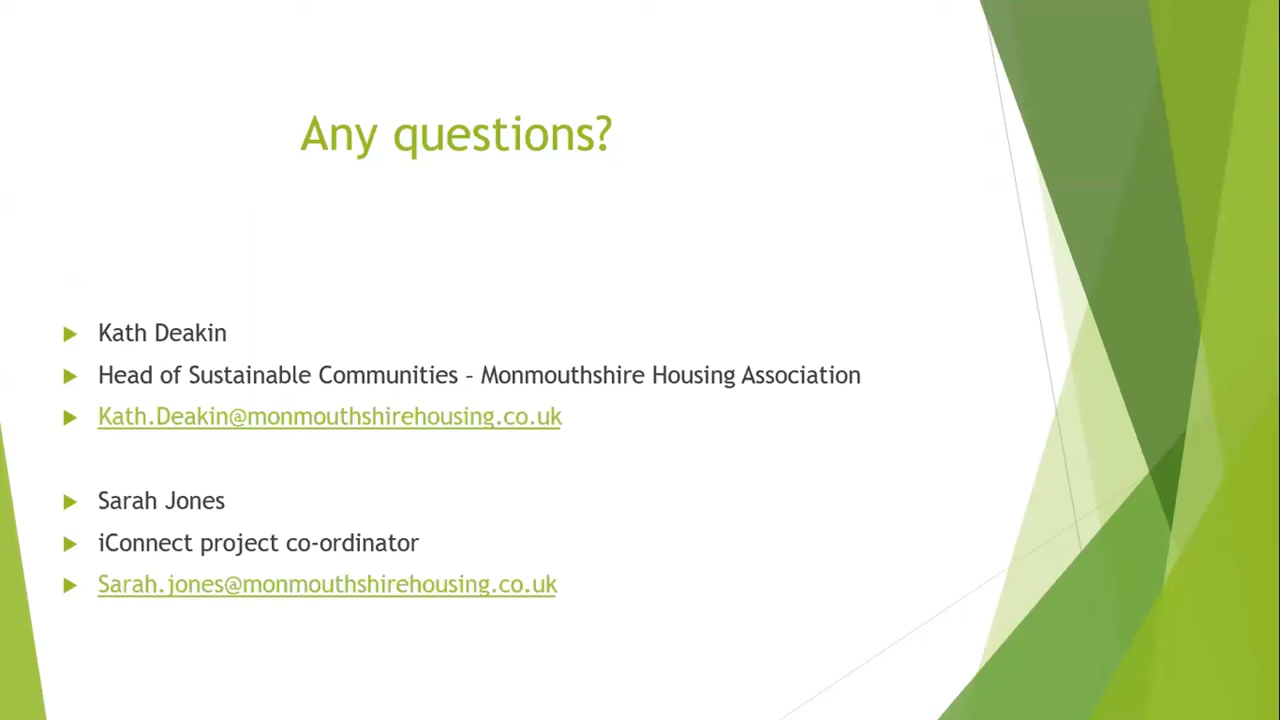 Any questions?
Kath Deakin
Head of Sustainable Communities – Monmouthshire Housing Association
Kath.Deakin@monmouthshirehousing.co.uk
Sarah Jones
iConnect project co-ordinator
Sarah.jones@monmouthshirehousing.co.uk